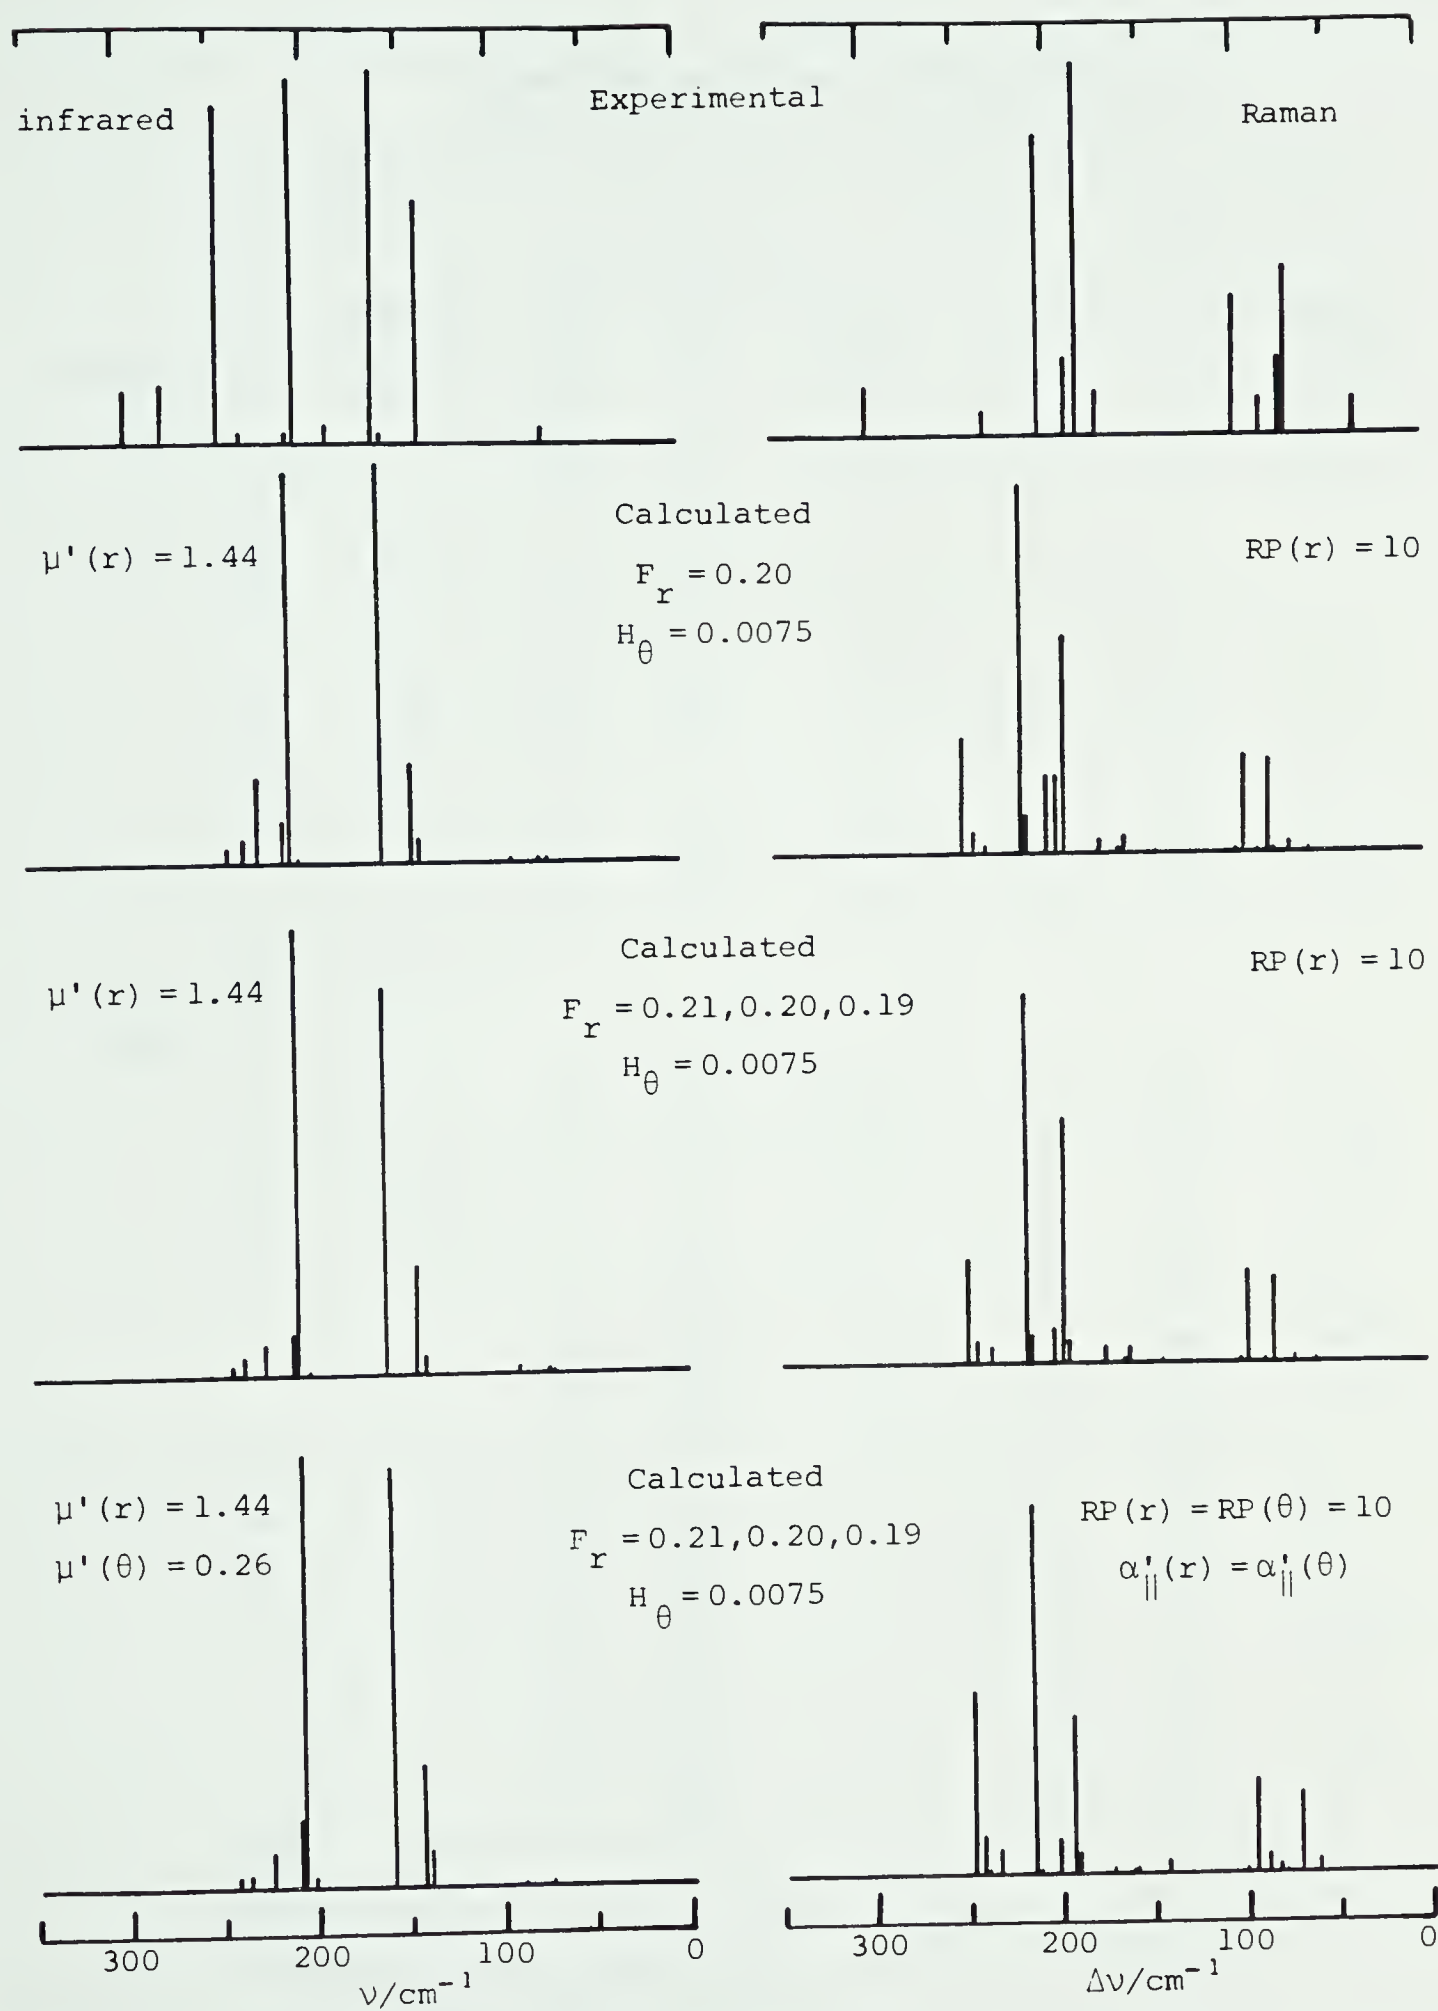 Experimental
infrared
Raman
Calculated
μ'(r) = 1.44
F_r = 0.20
RP(r) = 10
H_θ = 0.0075
Calculated
μ'(r) = 1.44
F_r = 0.21, 0.20, 0.19
RP(r) = 10
H_θ = 0.0075
Calculated
μ'(r) = 1.44
F_r = 0.21, 0.20, 0.19
RP(r) = RP(θ) = 10
μ'(θ) = 0.26
H_θ = 0.0075
α'_||(r) = α'_||(θ)
300 200 100 0
300 200 100 0
ν/cm⁻¹
Δν/cm⁻¹